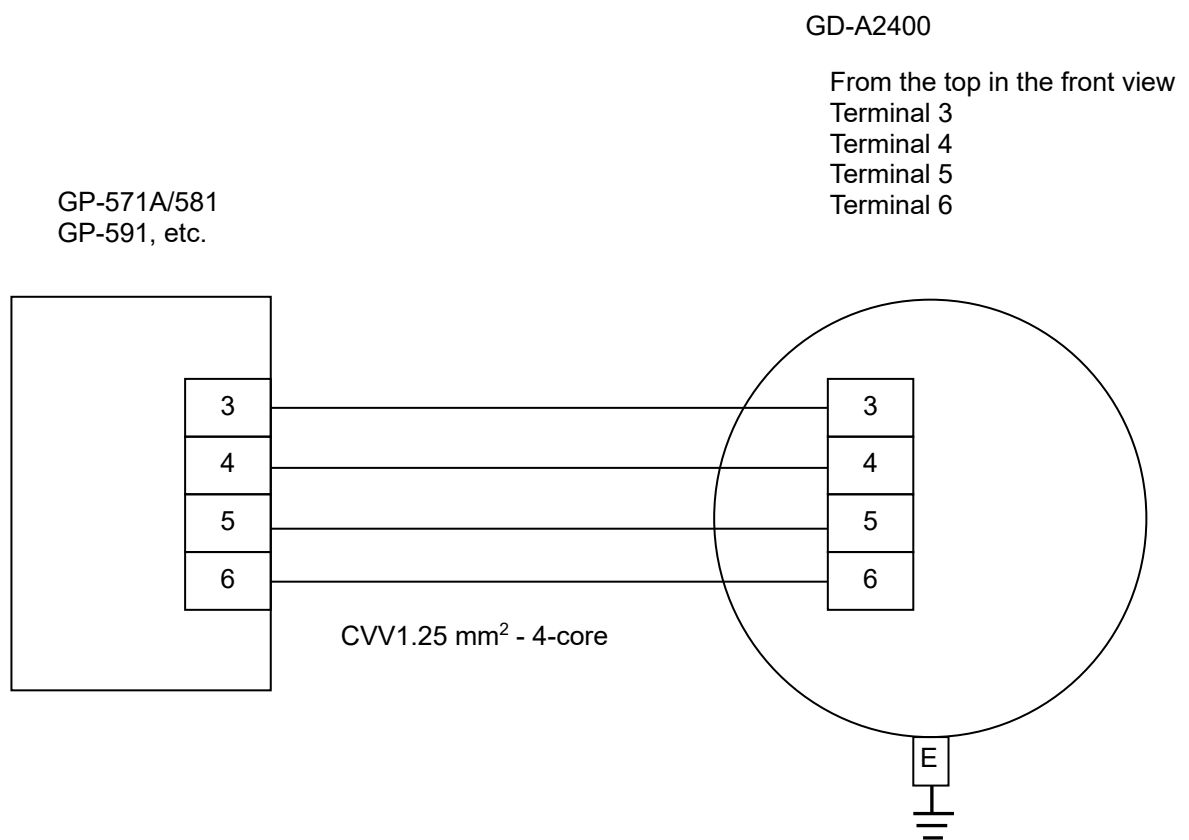 GD-A2400
From the top in the front view
Terminal 3
Terminal 4
Terminal 5
Terminal 6
GP-571A/581
GP-591, etc.
3
4
5
6
3
4
5
6
CVV1.25 mm² - 4-core
E